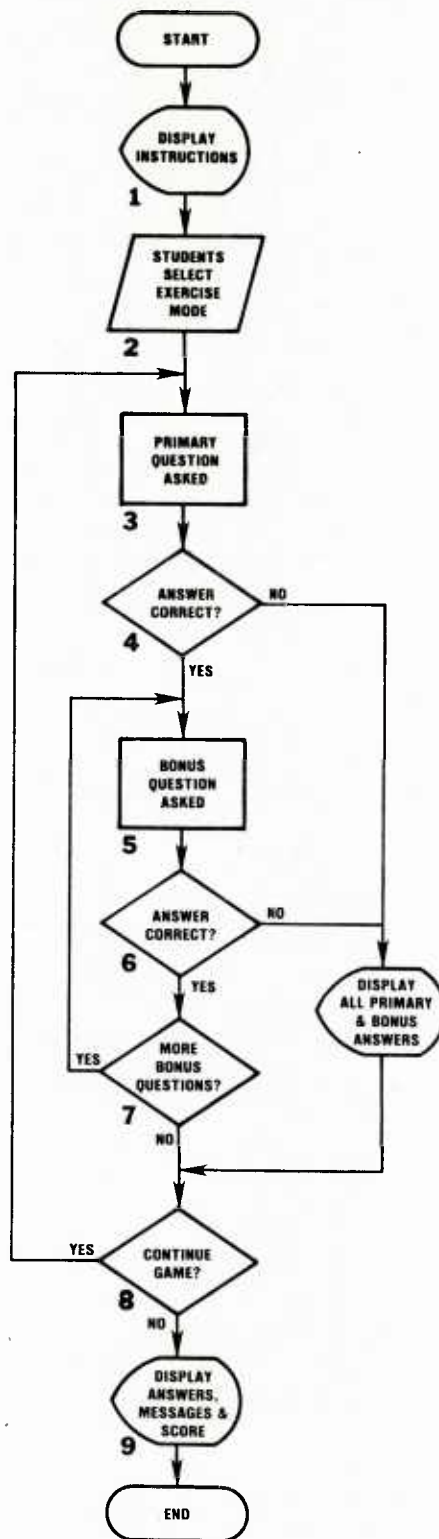 START
DISPLAY
INSTRUCTIONS
1
STUDENTS
SELECT
EXERCISE
MODE
2
PRIMARY
QUESTION
ASKED
3
ANSWER
CORRECT?
NO
4
YES
BONUS
QUESTION
ASKED
5
ANSWER
CORRECT?
NO
6
YES
DISPLAY
ALL PRIMARY
& BONUS
ANSWERS
MORE
BONUS
QUESTIONS?
YES
7
NO
CONTINUE
GAME?
YES
8
NO
DISPLAY
ANSWERS,
MESSAGES &
SCORE
9
END